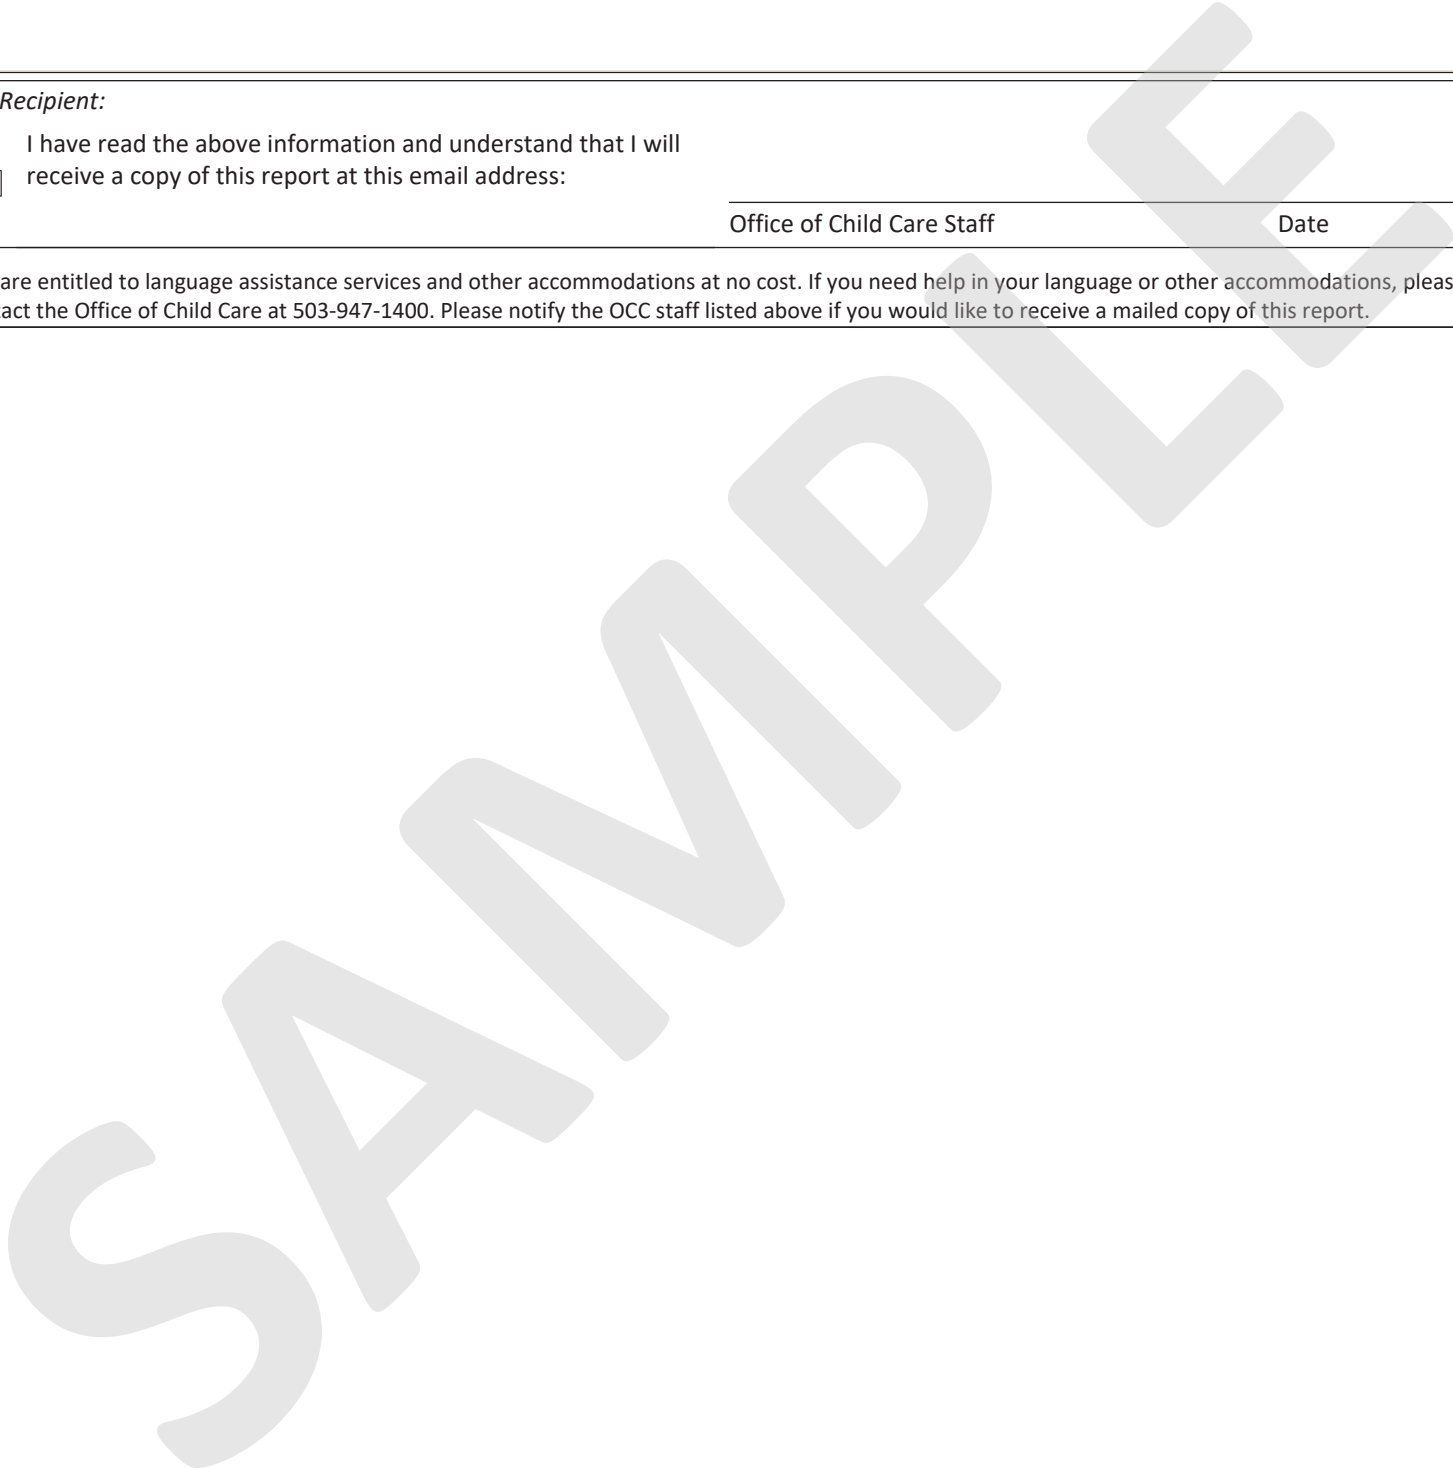 Recipient:
I have read the above information and understand that I will
receive a copy of this report at this email address:
Office of Child Care Staff Date
are entitled to language assistance services and other accommodations at no cost. If you need help in your language or other accommodations, pleas
act the Office of Child Care at 503-947-1400. Please notify the OCC staff listed above if you would like to receive a mailed copy of this report.
SAMPLE